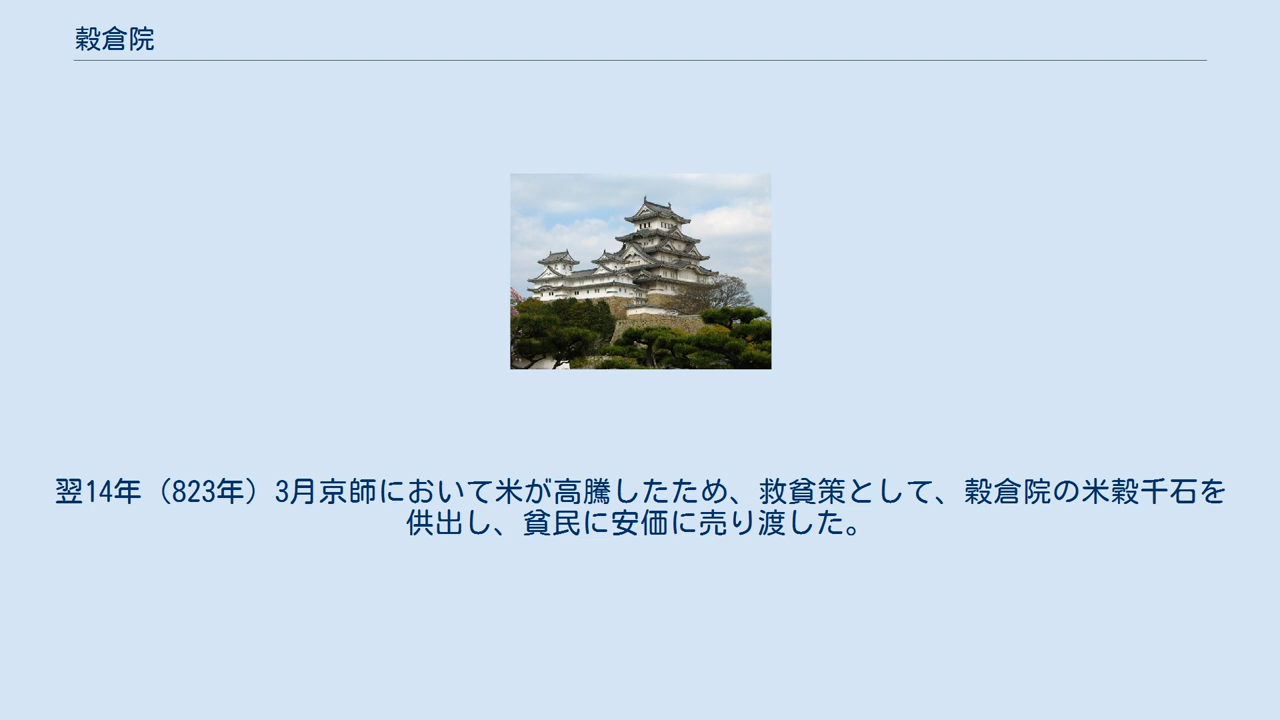 穀倉院
翌14年（823年）3月京師において米が高騰したため、救貧策として、穀倉院の米穀千石を
供出し、貧民に安価に売り渡した。